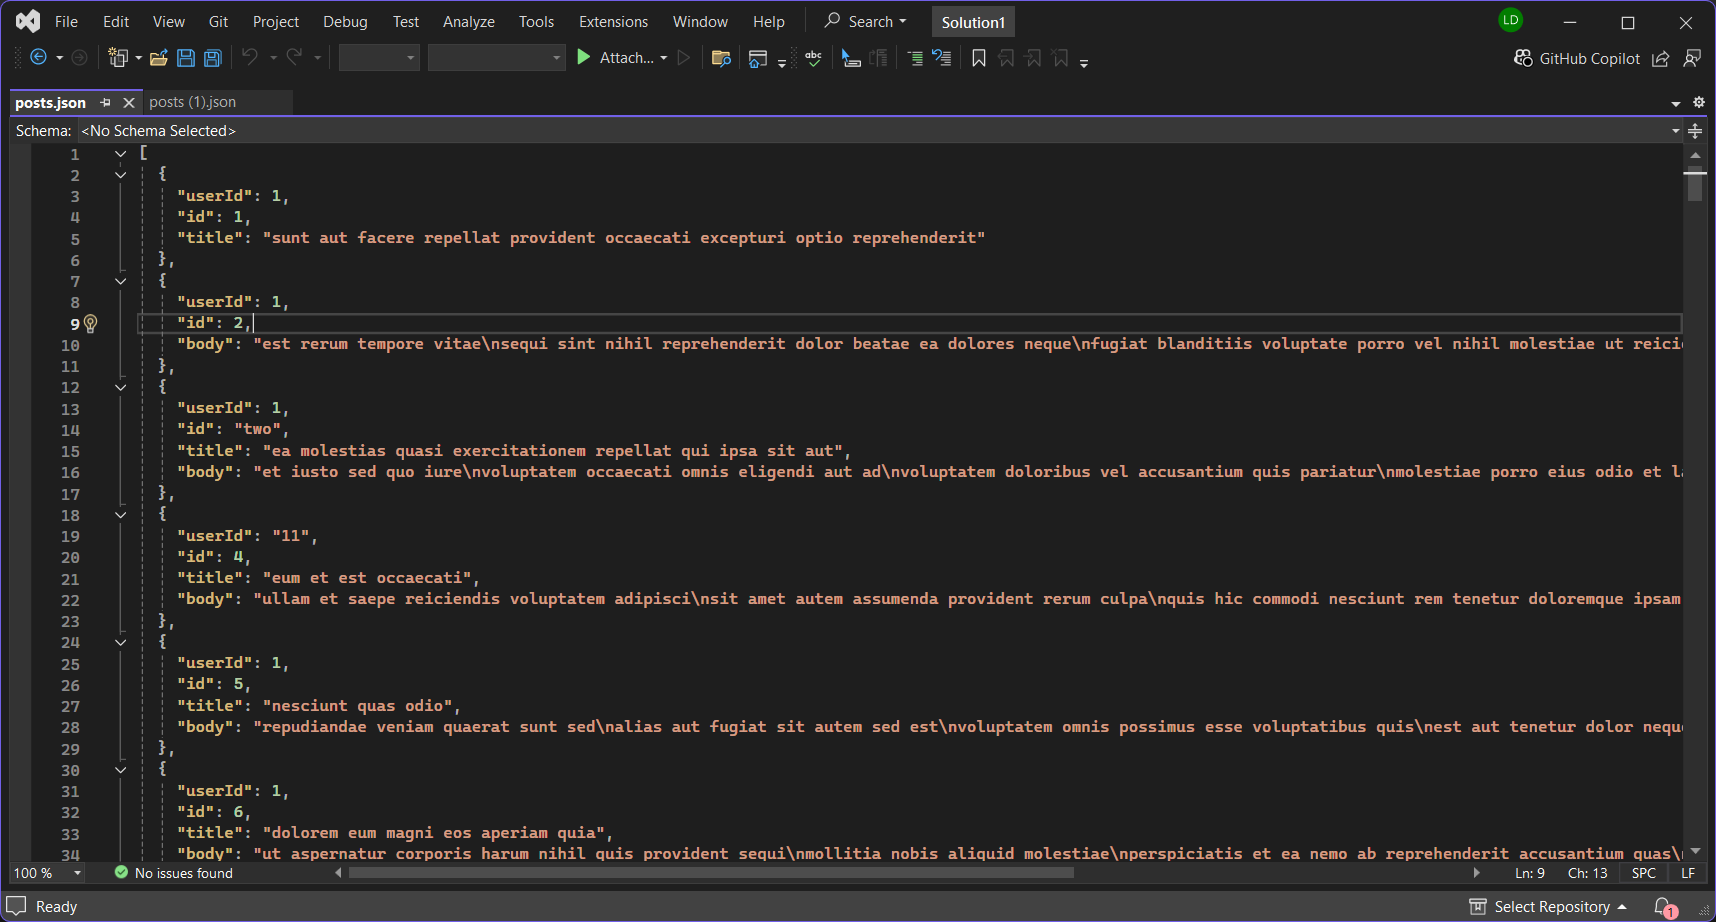 File Edit View Git Project Debug Test Analyze Tools Extensions Window Help Search Solution1 LD
Attach... abc GitHub Copilot
posts.json posts (1).json
Schema: <No Schema Selected>
1 [
2 {
3 "userId": 1,
4 "id": 1,
5 "title": "sunt aut facere repellat provident occaecati excepturi optio reprehenderit"
6 },
7 {
8 "userId": 1,
9 "id": 2,
10 "body": "est rerum tempore vitae\nsequi sint nihil reprehenderit dolor beatae ea dolores neque\nfugiat blanditiis voluptate porro vel nihil molestiae ut reici
11 },
12 {
13 "userId": 1,
14 "id": "two",
15 "title": "ea molestias quasi exercitationem repellat qui ipsa sit aut",
16 "body": "et iusto sed quo iure\nvoluptatem occaecati omnis eligendi aut ad\nvoluptatem doloribus vel accusantium quis pariatur\nmolestiae porro eius odio et la
17 },
18 {
19 "userId": "11",
20 "id": 4,
21 "title": "eum et est occaecati",
22 "body": "ullam et saepe reiciendis voluptatem adipisci\nsit amet autem assumenda provident rerum culpa\nquis hic commodi nesciunt rem tenetur doloremque ipsam
23 },
24 {
25 "userId": 1,
26 "id": 5,
27 "title": "nesciunt quas odio",
28 "body": "repudiandae veniam quaerat sunt sed\nalias aut fugiat sit autem sed est\nvoluptatem omnis possimus esse voluptatibus quis\nest aut tenetur dolor nequ
29 },
30 {
31 "userId": 1,
32 "id": 6,
33 "title": "dolorem eum magni eos aperiam quia",
34 "body": "ut aspernatur corporis harum nihil quis provident sequi\nmollitia nobis aliquid molestiae\nperspiciatis et ea nemo ab reprehenderit accusantium quas\
100 % No issues found Ln: 9 Ch: 13 SPC LF
Ready Select Repository 1